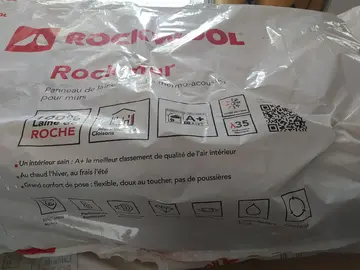 ROCKWOOL
Rockmur
Panneau de laine
thermo-acoustique
pour murs
100%
Laine de
ROCHE
Cloisons
A+
λ35
• Un intérieur sain : A+ le meilleur classement de qualité de l'air intérieur
• Au chaud l'hiver, au frais l'été
confort de pose : flexible, doux au toucher, pas de poussières